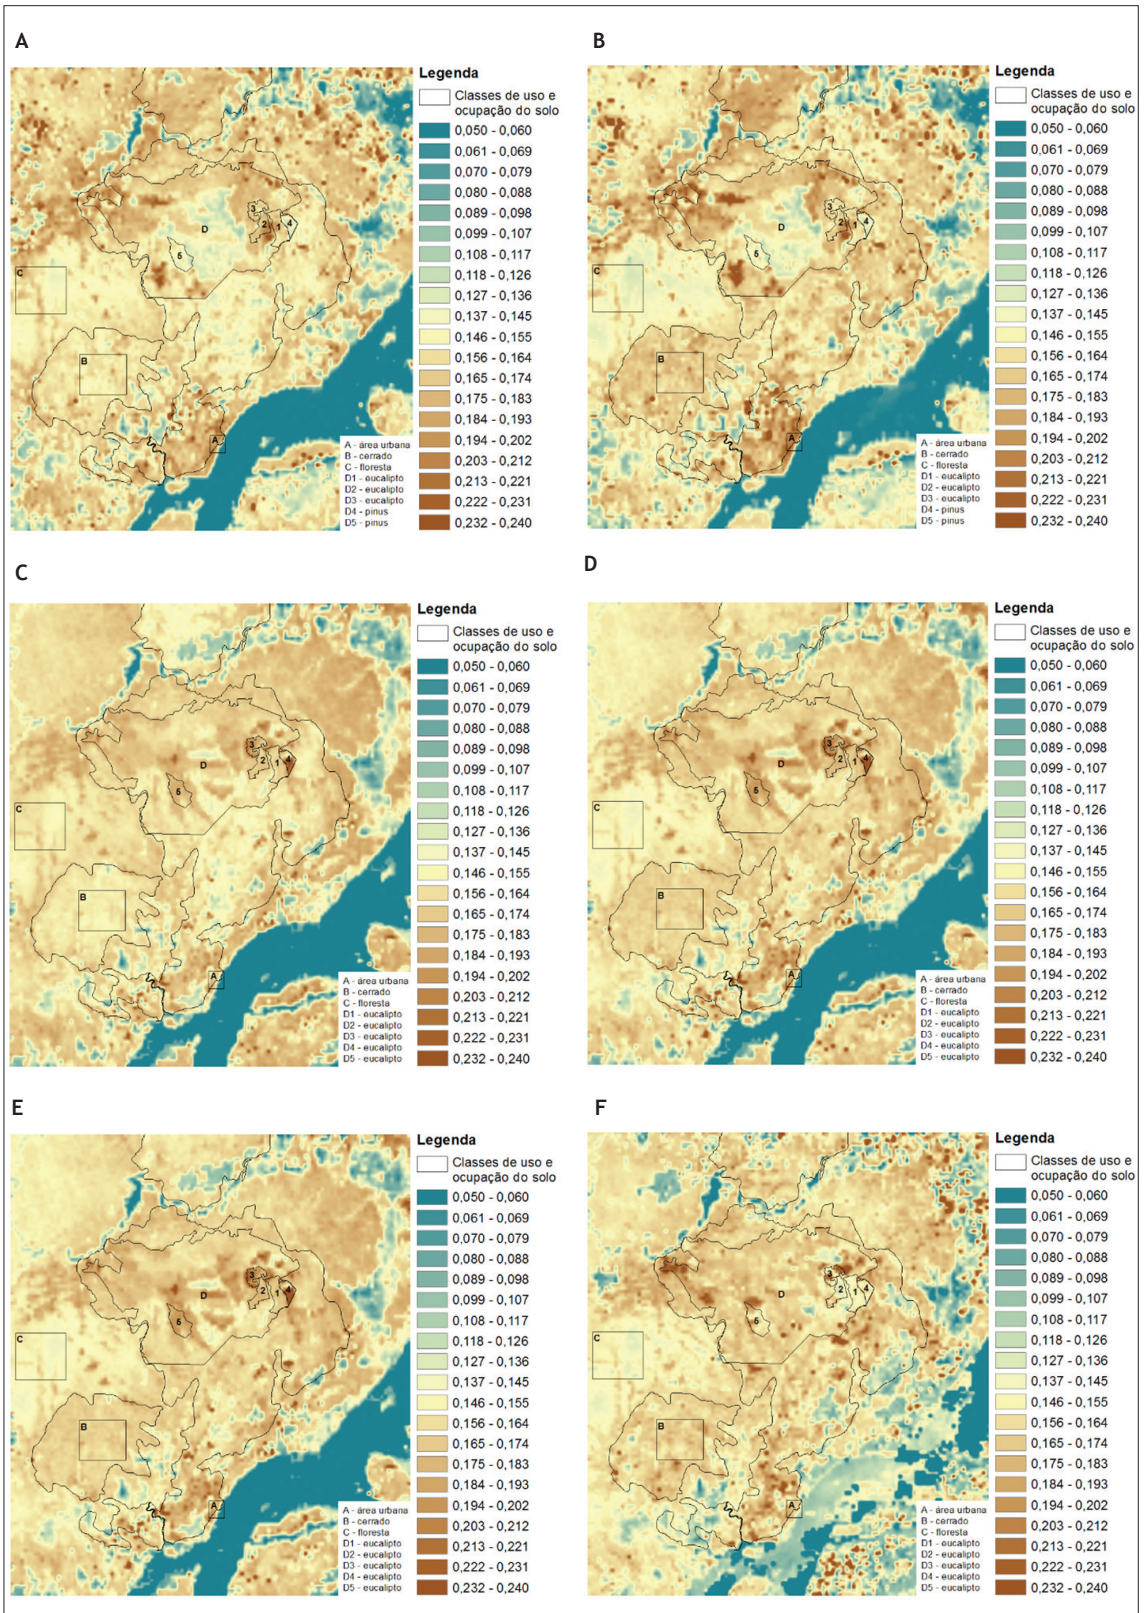 A
Legenda
Classes de uso e
ocupação do solo
0,050 - 0,060
0,061 - 0,069
0,070 - 0,079
0,080 - 0,088
0,089 - 0,098
0,099 - 0,107
0,108 - 0,117
0,118 - 0,126
0,127 - 0,136
0,137 - 0,145
0,146 - 0,155
0,156 - 0,164
0,165 - 0,174
0,175 - 0,183
0,184 - 0,193
0,194 - 0,202
0,203 - 0,212
0,213 - 0,221
0,222 - 0,231
0,232 - 0,240
3
2
1
4
D
5
C
B
A
A - área urbana
B - cerrado
C - floresta
D1 - eucalipto
D2 - eucalipto
D3 - eucalipto
D4 - pinus
D5 - pinus
B
Legenda
Classes de uso e
ocupação do solo
0,050 - 0,060
0,061 - 0,069
0,070 - 0,079
0,080 - 0,088
0,089 - 0,098
0,099 - 0,107
0,108 - 0,117
0,118 - 0,126
0,127 - 0,136
0,137 - 0,145
0,146 - 0,155
0,156 - 0,164
0,165 - 0,174
0,175 - 0,183
0,184 - 0,193
0,194 - 0,202
0,203 - 0,212
0,213 - 0,221
0,222 - 0,231
0,232 - 0,240
3
2
1
4
D
5
C
B
A
A - área urbana
B - cerrado
C - floresta
D1 - eucalipto
D2 - eucalipto
D3 - eucalipto
D4 - pinus
D5 - pinus
C
Legenda
Classes de uso e
ocupação do solo
0,050 - 0,060
0,061 - 0,069
0,070 - 0,079
0,080 - 0,088
0,089 - 0,098
0,099 - 0,107
0,108 - 0,117
0,118 - 0,126
0,127 - 0,136
0,137 - 0,145
0,146 - 0,155
0,156 - 0,164
0,165 - 0,174
0,175 - 0,183
0,184 - 0,193
0,194 - 0,202
0,203 - 0,212
0,213 - 0,221
0,222 - 0,231
0,232 - 0,240
3
2
1
4
D
5
C
B
A
A - área urbana
B - cerrado
C - floresta
D1 - eucalipto
D2 - eucalipto
D3 - eucalipto
D4 - eucalipto
D5 - eucalipto
D
Legenda
Classes de uso e
ocupação do solo
0,050 - 0,060
0,061 - 0,069
0,070 - 0,079
0,080 - 0,088
0,089 - 0,098
0,099 - 0,107
0,108 - 0,117
0,118 - 0,126
0,127 - 0,136
0,137 - 0,145
0,146 - 0,155
0,156 - 0,164
0,165 - 0,174
0,175 - 0,183
0,184 - 0,193
0,194 - 0,202
0,203 - 0,212
0,213 - 0,221
0,222 - 0,231
0,232 - 0,240
3
2
1
4
D
5
C
B
A
A - área urbana
B - cerrado
C - floresta
D1 - eucalipto
D2 - eucalipto
D3 - eucalipto
D4 - eucalipto
D5 - eucalipto
E
Legenda
Classes de uso e
ocupação do solo
0,050 - 0,060
0,061 - 0,069
0,070 - 0,079
0,080 - 0,088
0,089 - 0,098
0,099 - 0,107
0,108 - 0,117
0,118 - 0,126
0,127 - 0,136
0,137 - 0,145
0,146 - 0,155
0,156 - 0,164
0,165 - 0,174
0,175 - 0,183
0,184 - 0,193
0,194 - 0,202
0,203 - 0,212
0,213 - 0,221
0,222 - 0,231
0,232 - 0,240
3
2
1
4
D
5
C
B
A
A - área urbana
B - cerrado
C - floresta
D1 - eucalipto
D2 - eucalipto
D3 - eucalipto
D4 - eucalipto
D5 - eucalipto
F
Legenda
Classes de uso e
ocupação do solo
0,050 - 0,060
0,061 - 0,069
0,070 - 0,079
0,080 - 0,088
0,089 - 0,098
0,099 - 0,107
0,108 - 0,117
0,118 - 0,126
0,127 - 0,136
0,137 - 0,145
0,146 - 0,155
0,156 - 0,164
0,165 - 0,174
0,175 - 0,183
0,184 - 0,193
0,194 - 0,202
0,203 - 0,212
0,213 - 0,221
0,222 - 0,231
0,232 - 0,240
3
2
1
4
D
5
C
B
A
A - área urbana
B - cerrado
C - floresta
D1 - eucalipto
D2 - eucalipto
D3 - eucalipto
D4 - eucalipto
D5 - eucalipto